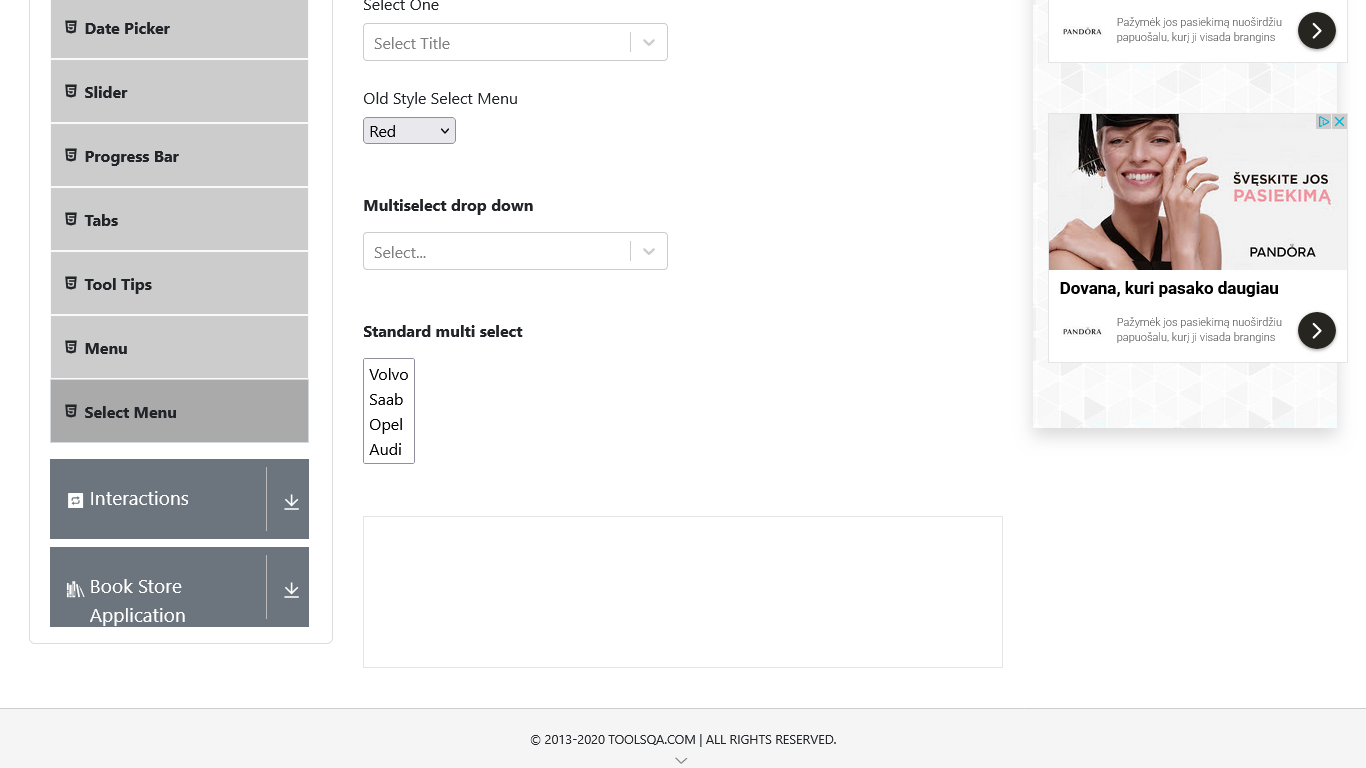 Date Picker
Slider
Progress Bar
Tabs
Tool Tips
Menu
Select Menu
Interactions
Book Store
Application
Select One
Select Title
Old Style Select Menu
Red
Multiselect drop down
Select...
Standard multi select
Volvo
Saab
Opel
Audi
PANDÓRA
Pažymėk jos pasiekimą nuoširdžiu
papuošalu, kurį ji visada brangins
ŠVĘSKITE JOS
PASIEKIMĄ
PANDÓRA
Dovana, kuri pasako daugiau
PANDÓRA
Pažymėk jos pasiekimą nuoširdžiu
papuošalu, kurį ji visada brangins
© 2013-2020 TOOLSQA.COM | ALL RIGHTS RESERVED.